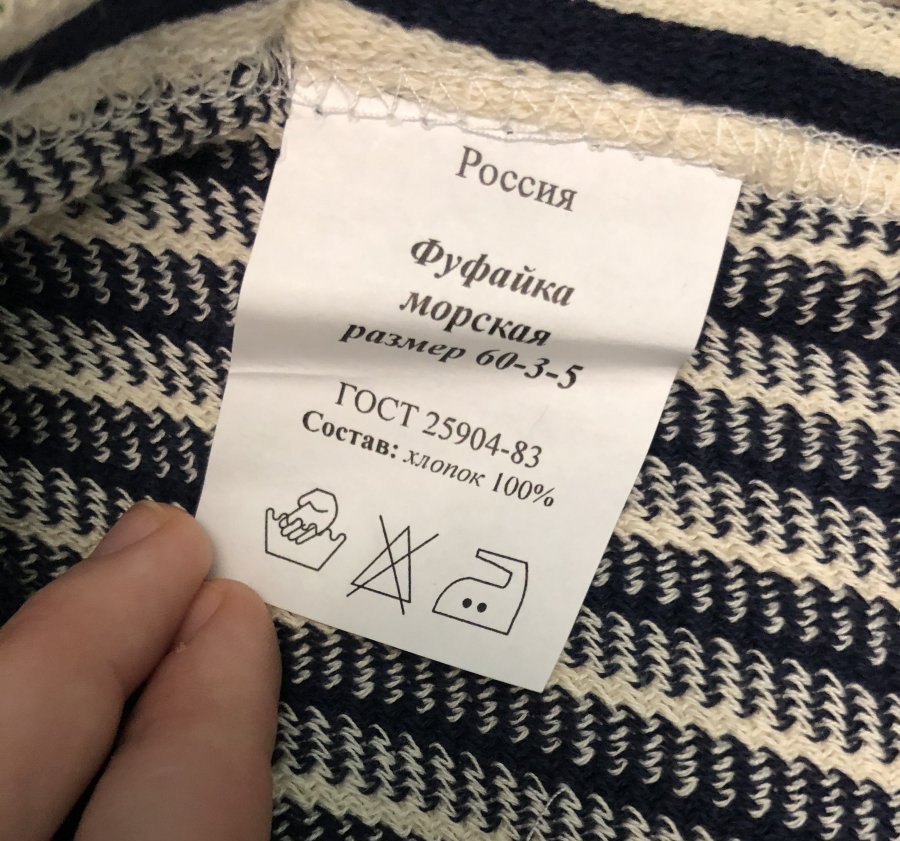 Россия
Фуфайка
морская
размер 60-3-5
ГОСТ 25904-83
Состав: хлопок 100%